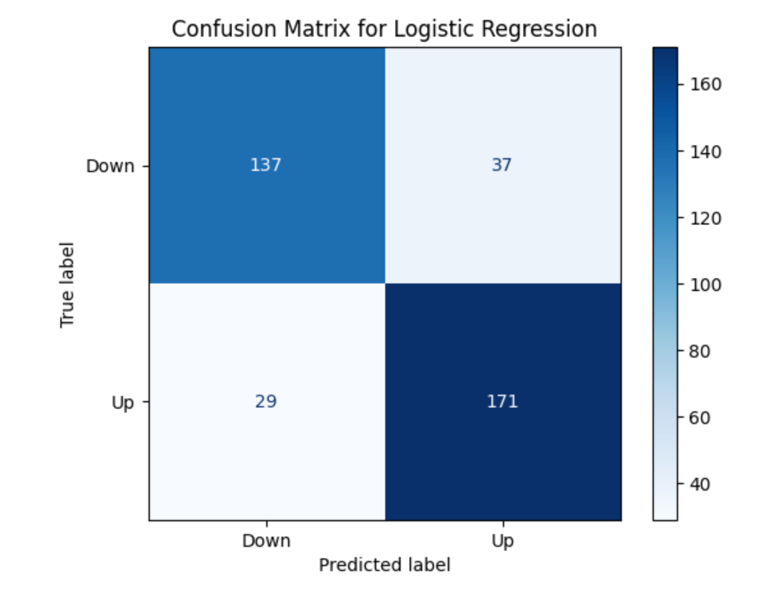 Confusion Matrix for Logistic Regression
160
140
120
100
80
60
40
True label
Down
137
37
Up
29
171
Down
Up
Predicted label